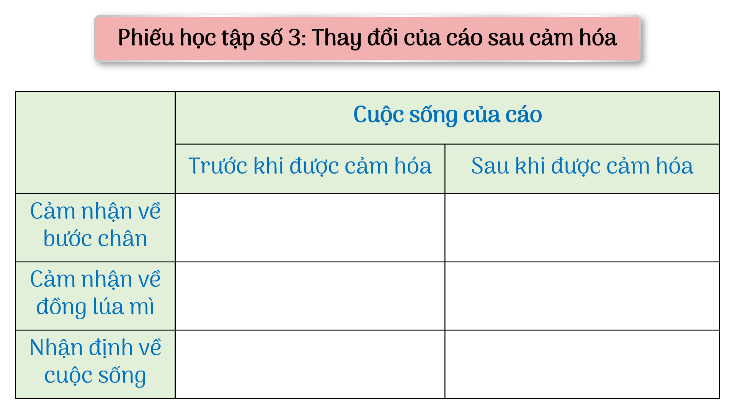 Phiếu học tập số 3: Thay đổi của cáo sau cảm hóa
Cuộc sống của cáo
Trước khi được cảm hóa
Sau khi được cảm hóa
Cảm nhận về
bước chân
Cảm nhận về
đồng lúa mì
Nhận định về
cuộc sống